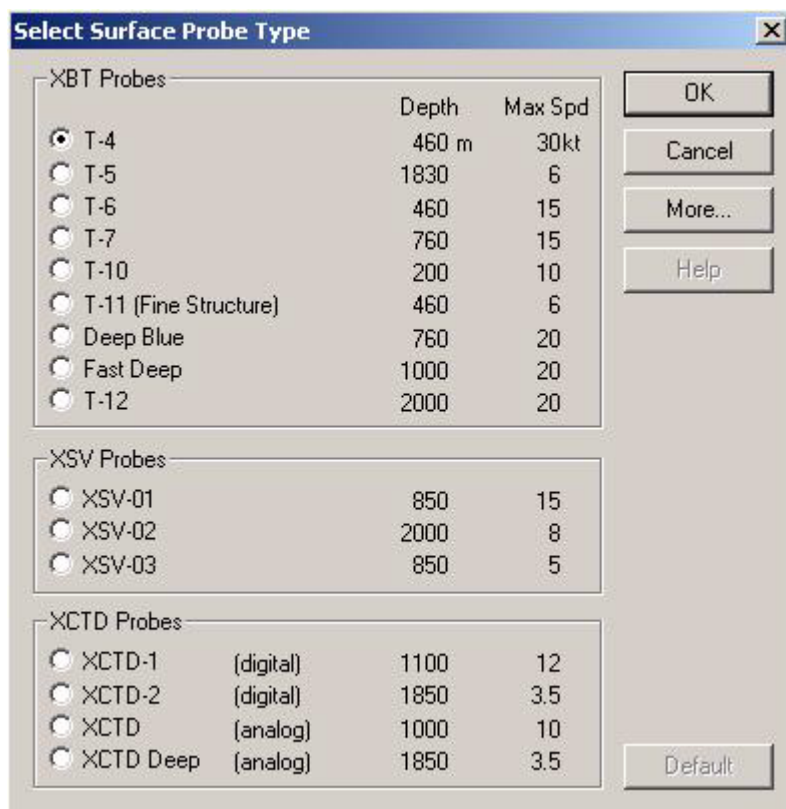 Select Surface Probe Type
XBT Probes
Depth Max Spd
T-4 460 m 30kt
T-5 1830 6
T-6 460 15
T-7 760 15
T-10 200 10
T-11 (Fine Structure) 460 6
Deep Blue 760 20
Fast Deep 1000 20
T-12 2000 20
XSV Probes
XSV-01 850 15
XSV-02 2000 8
XSV-03 850 5
XCTD Probes
XCTD-1 (digital) 1100 12
XCTD-2 (digital) 1850 3.5
XCTD (analog) 1000 10
XCTD Deep (analog) 1850 3.5
OK
Cancel
More...
Help
Default